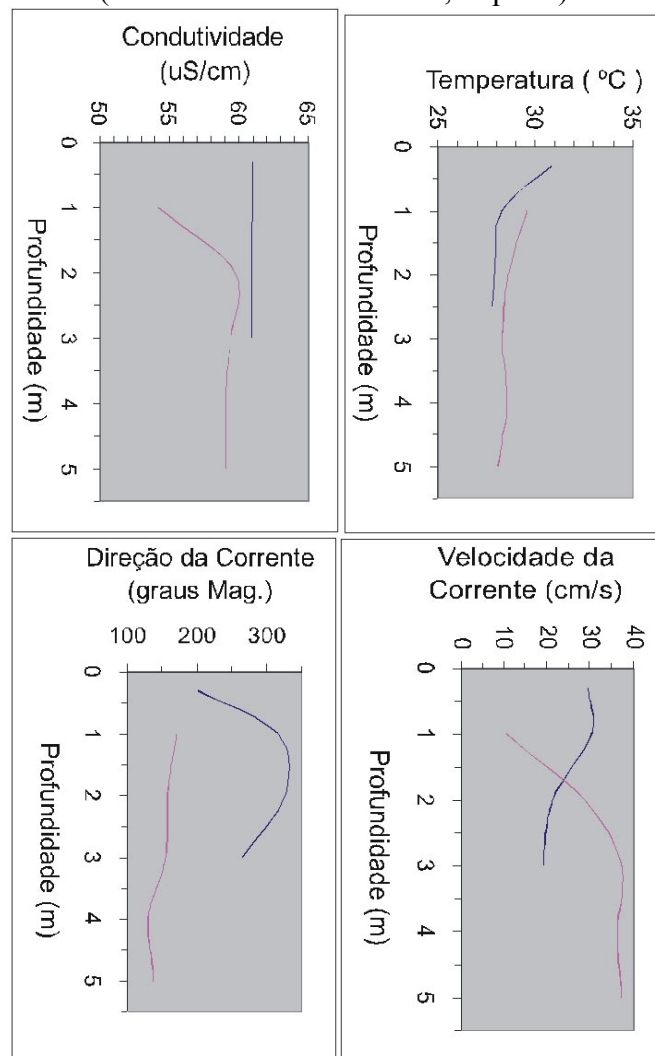 Condutividade
(uS/cm)
50 55 60 65
0
1
2
3
4
5
Profundidade (m)
Temperatura ( ºC )
25 30 35
0
1
2
3
4
5
Profundidade (m)
Direção da Corrente
(graus Mag.)
100 200 300
0
1
2
3
4
5
Profundidade (m)
Velocidade da
Corrente (cm/s)
0 10 20 30 40
0
1
2
3
4
5
Profundidade (m)